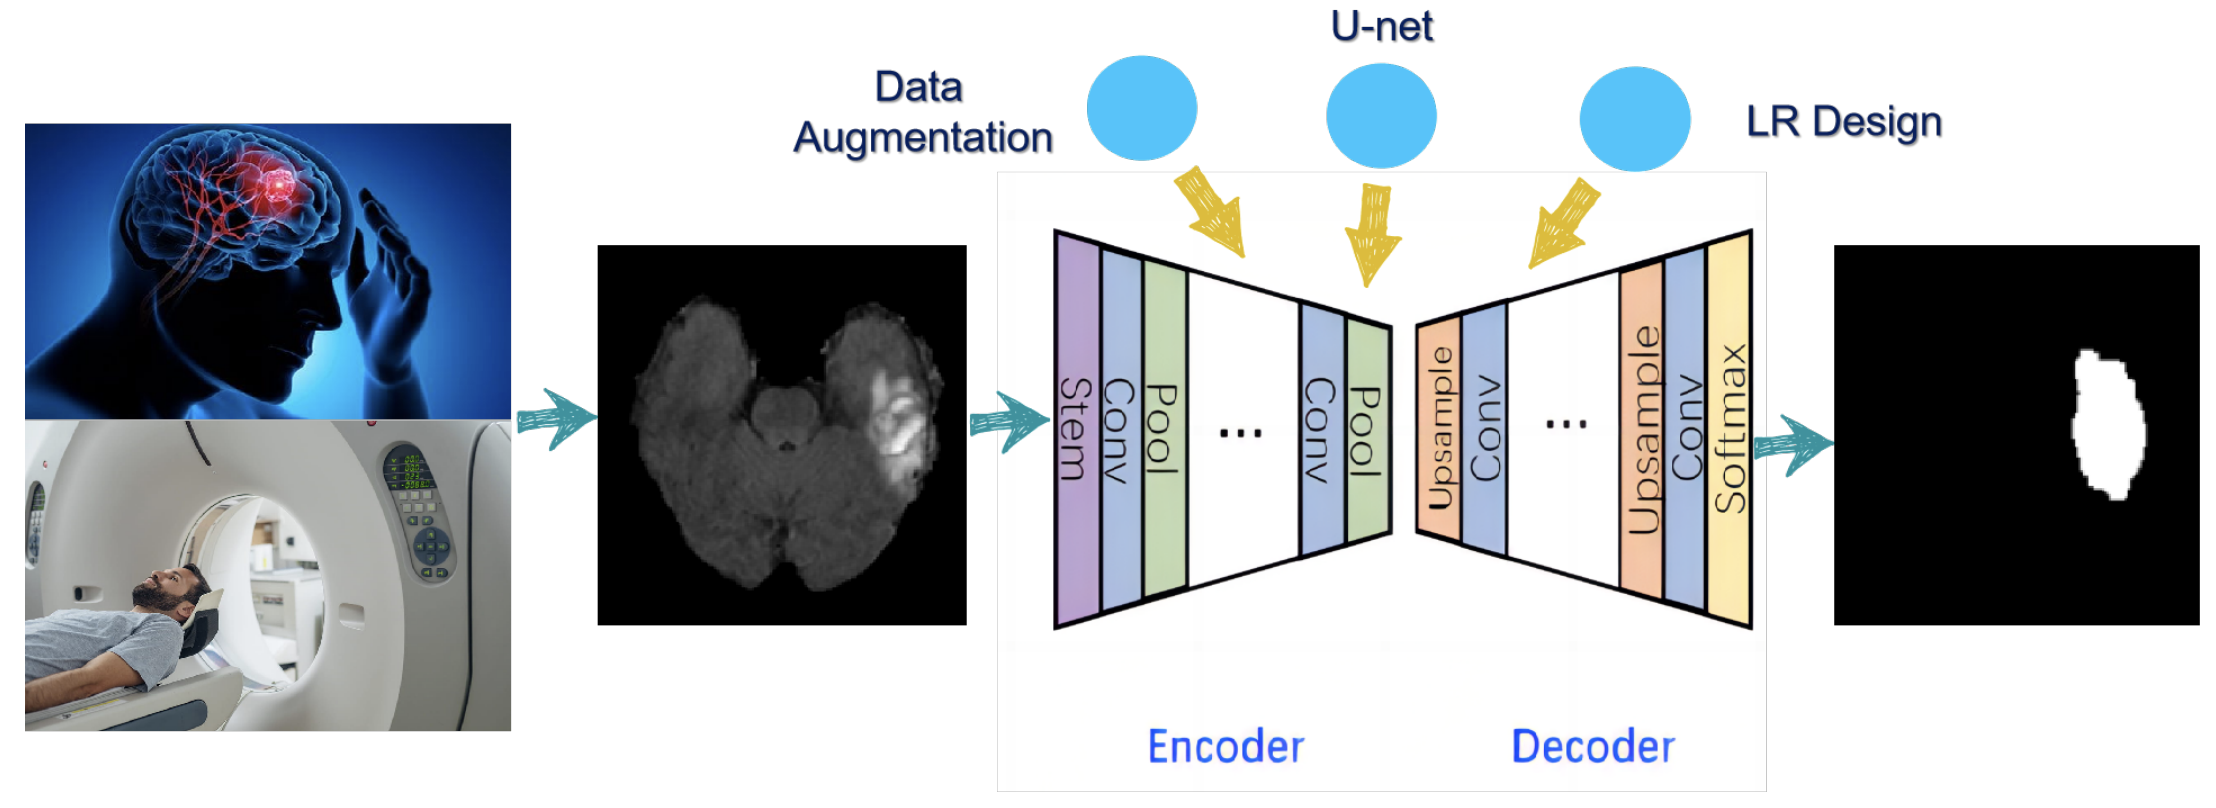 U-net
Data
Augmentation
LR Design
Stem
Conv
Pool
...
Conv
Pool
Upsample
Conv
...
Upsample
Conv
Softmax
Encoder
Decoder